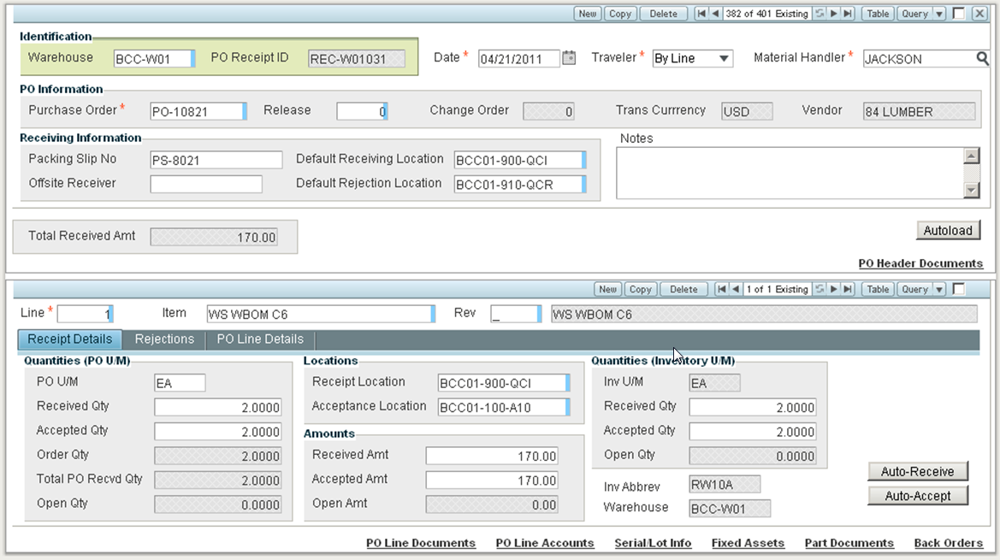 New Copy Delete 382 of 401 Existing Table Query
Identification
Warehouse BCC-W01 PO Receipt ID REC-W01031 Date * 04/21/2011 Traveler * By Line Material Handler * JACKSON
PO Information
Purchase Order * PO-10821 Release 0 Change Order 0 Trans Currrency USD Vendor 84 LUMBER
Receiving Information
Notes
Packing Slip No PS-8021 Default Receiving Location BCC01-900-QCI
Offsite Receiver Default Rejection Location BCC01-910-QCR
Total Received Amt 170.00 Autoload
PO Header Documents
New Copy Delete 1 of 1 Existing Table Query
Line * 1 Item WS WBOM C6 Rev _ WS WBOM C6
Receipt Details Rejections PO Line Details
Quantities (PO U/M) Locations Quantities (Inventory U/M)
PO U/M EA Receipt Location BCC01-900-QCI Inv U/M EA
Received Qty 2.0000 Acceptance Location BCC01-100-A10 Received Qty 2.0000
Accepted Qty 2.0000 Accepted Qty 2.0000
Amounts
Order Qty 2.0000 Received Amt 170.00 Open Qty 0.0000
Total PO Recvd Qty 2.0000 Accepted Amt 170.00 Inv Abbrev RW10A Auto-Receive
Open Qty 0.0000 Open Amt 0.00 Warehouse BCC-W01 Auto-Accept
PO Line Documents PO Line Accounts Serial/Lot Info Fixed Assets Part Documents Back Orders